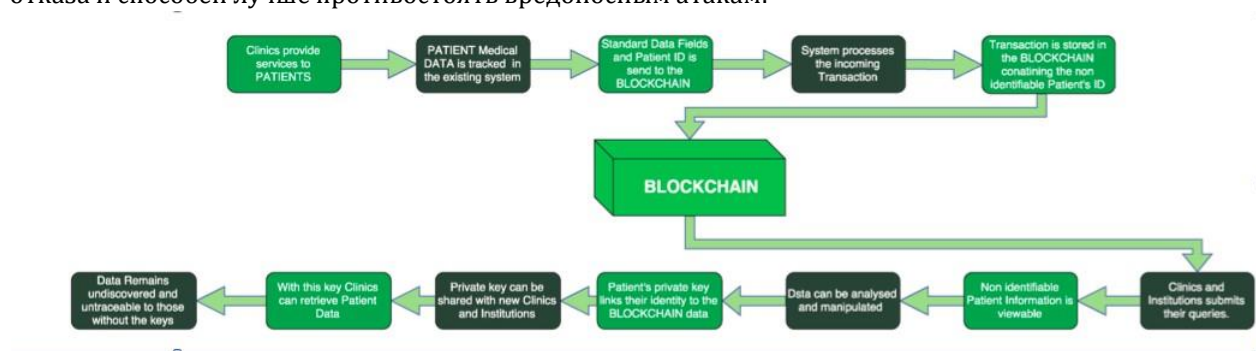 отказа и способен лучше противостоять вредоносным атакам.
Clinics provide
services to
PATIENTS
PATIENT Medical
DATA is tracked in
the existing system
Standard Data Fields
and Patient ID is
send to the
BLOCKCHAIN
System processes
the incoming
Transaction
Transaction is stored in
the BLOCKCHAIN
conatining the non
identifiable Patient's ID
BLOCKCHAIN
Clinics and
Institutions submits
their queries.
Non identifiable
Patient Information is
viewable
Dsta can be analysed
and manipulated
Patient's private key
links their identity to the
BLOCKCHAIN data
Private key can be
shared with new Clinics
and Institutions
With this key Clinics
can retrieve Patient
Data
Data Remains
undiscovered and
untraceable to those
without the keys